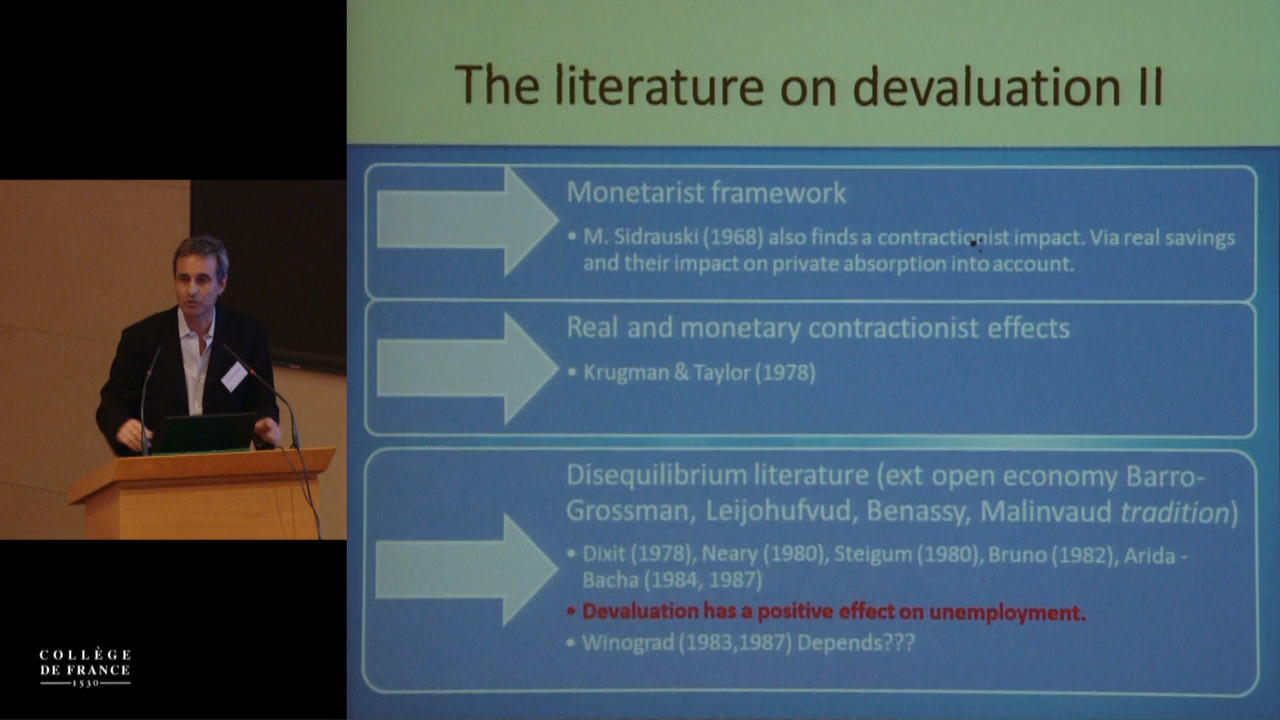 The literature on devaluation II
Monetarist framework
• M. Sidrauski (1968) also finds a contractionist impact. Via real savings
and their impact on private absorption into account.
Real and monetary contractionist effects
• Krugman & Taylor (1978)
Disequilibrium literature (ext open economy Barro-
Grossman, Leijohufvud, Benassy, Malinvaud tradition)
• Dixit (1978), Neary (1980), Steigum (1980), Bruno (1982), Arida -
Bacha (1984, 1987)
• Devaluation has a positive effect on unemployment.
• Winograd (1983,1987) Depends???
COLLÈGE
DE FRANCE
1530